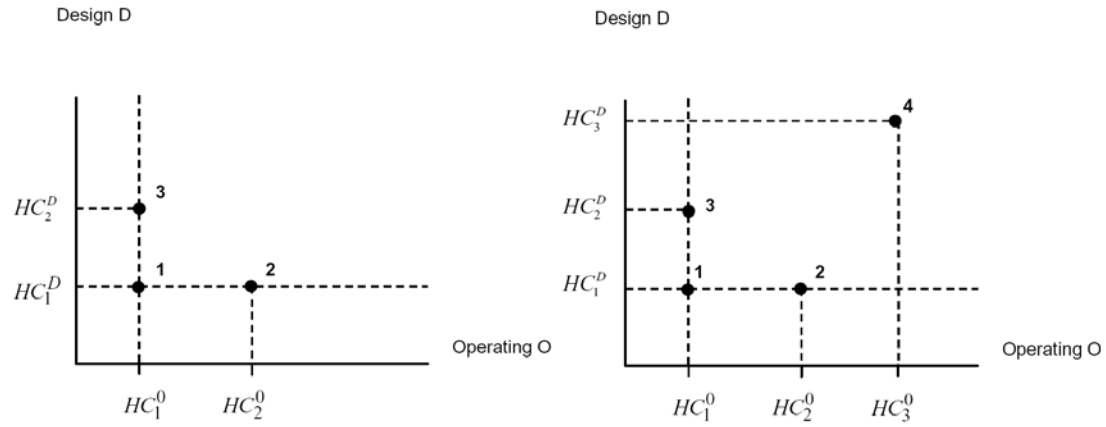 Design D
HC_2^D
3
HC_1^D
1
2
Operating O
HC_1^0
HC_2^0
Design D
HC_3^D
4
HC_2^D
3
HC_1^D
1
2
Operating O
HC_1^0
HC_2^0
HC_3^0